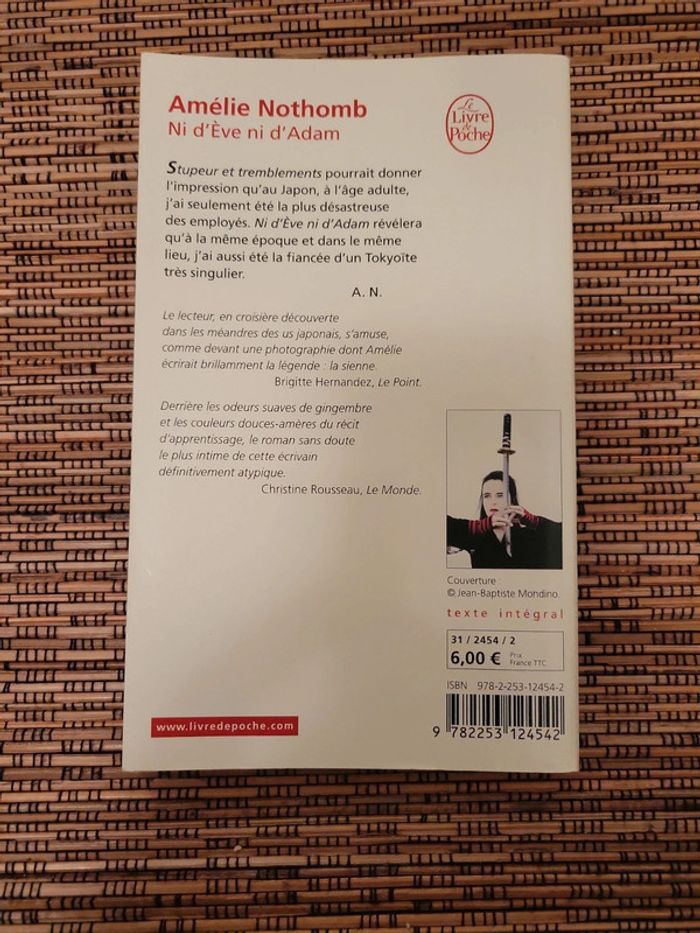 Amélie Nothomb
Ni d'Ève ni d'Adam
Le
Livre
de
Poche
Stupeur et tremblements pourrait donner
l'impression qu'au Japon, à l'âge adulte,
j'ai seulement été la plus désastreuse
des employés. Ni d'Ève ni d'Adam révélera
qu'à la même époque et dans le même
lieu, j'ai aussi été la fiancée d'un Tokyoïte
très singulier.
A. N.
Le lecteur, en croisière découverte
dans les méandres des us japonais, s'amuse,
comme devant une photographie dont Amélie
écrirait brillamment la légende : la sienne.
Brigitte Hernandez, Le Point.
Derrière les odeurs suaves de gingembre
et les couleurs douces-amères du récit
d'apprentissage, le roman sans doute
le plus intime de cette écrivain
définitivement atypique.
Christine Rousseau, Le Monde.
Couverture :
© Jean-Baptiste Mondino.
texte intégral
31 / 2454 / 2
6,00 € Prix
France TTC
ISBN 978-2-253-12454-2
9 782253 124542
www.livredepoche.com